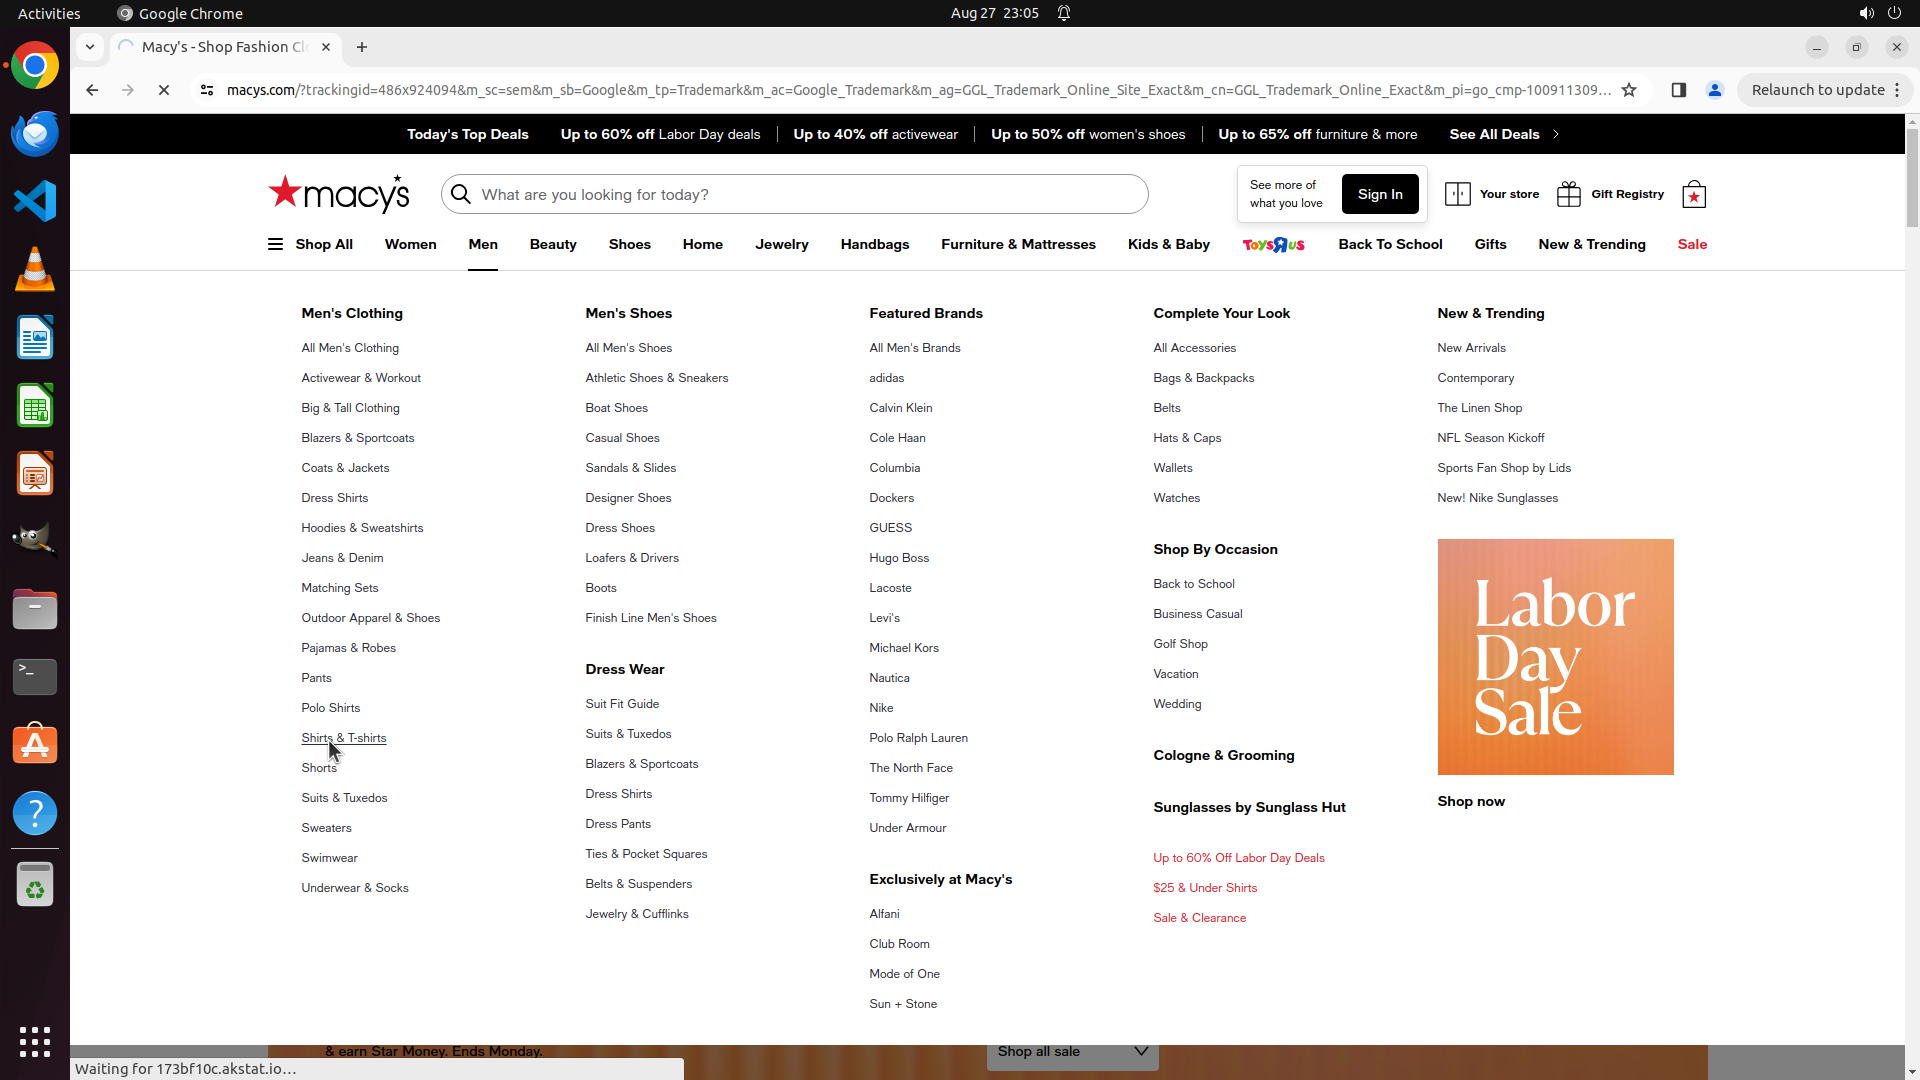 Activities
Google Chrome
Aug 27 23:05
Macy's - Shop Fashion Cl
macys.com/?trackingid=486x924094&m_sc=sem&m_sb=Google&m_tp=Trademark&m_ac=Google_Trademark&m_ag=GGL_Trademark_Online_Site_Exact&m_cn=GGL_Trademark_Online_Exact&m_pi=go_cmp-100911309...
Relaunch to update
Today's Top Deals
Up to 60% off Labor Day deals
Up to 40% off activewear
Up to 50% off women's shoes
Up to 65% off furniture & more
See All Deals
macy's
What are you looking for today?
See more of
what you love
Sign In
Your store
Gift Registry
Shop All
Women
Men
Beauty
Shoes
Home
Jewelry
Handbags
Furniture & Mattresses
Kids & Baby
ToysRus
Back To School
Gifts
New & Trending
Sale
Men's Clothing
All Men's Clothing
Activewear & Workout
Big & Tall Clothing
Blazers & Sportcoats
Coats & Jackets
Dress Shirts
Hoodies & Sweatshirts
Jeans & Denim
Matching Sets
Outdoor Apparel & Shoes
Pajamas & Robes
Pants
Polo Shirts
Shirts & T-shirts
Shorts
Suits & Tuxedos
Sweaters
Swimwear
Underwear & Socks
Men's Shoes
All Men's Shoes
Athletic Shoes & Sneakers
Boat Shoes
Casual Shoes
Sandals & Slides
Designer Shoes
Dress Shoes
Loafers & Drivers
Boots
Finish Line Men's Shoes
Dress Wear
Suit Fit Guide
Suits & Tuxedos
Blazers & Sportcoats
Dress Shirts
Dress Pants
Ties & Pocket Squares
Belts & Suspenders
Jewelry & Cufflinks
Featured Brands
All Men's Brands
adidas
Calvin Klein
Cole Haan
Columbia
Dockers
GUESS
Hugo Boss
Lacoste
Levi's
Michael Kors
Nautica
Nike
Polo Ralph Lauren
The North Face
Tommy Hilfiger
Under Armour
Exclusively at Macy's
Alfani
Club Room
Mode of One
Sun + Stone
Complete Your Look
All Accessories
Bags & Backpacks
Belts
Hats & Caps
Wallets
Watches
Shop By Occasion
Back to School
Business Casual
Golf Shop
Vacation
Wedding
Cologne & Grooming
Sunglasses by Sunglass Hut
Up to 60% Off Labor Day Deals
$25 & Under Shirts
Sale & Clearance
New & Trending
New Arrivals
Contemporary
The Linen Shop
NFL Season Kickoff
Sports Fan Shop by Lids
New! Nike Sunglasses
Labor
Day
Sale
Shop now
& earn Star Money. Ends Monday.
Shop all sale
Waiting for 173bf10c.akstat.io...